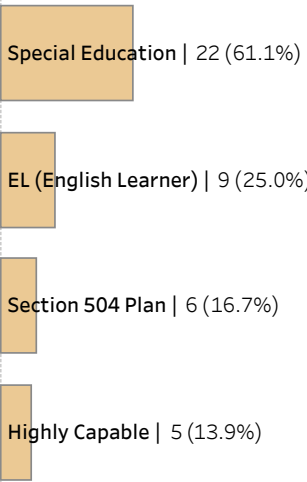 Special Education | 22 (61.1%)
EL (English Learner) | 9 (25.0%)
Section 504 Plan | 6 (16.7%)
Highly Capable | 5 (13.9%)